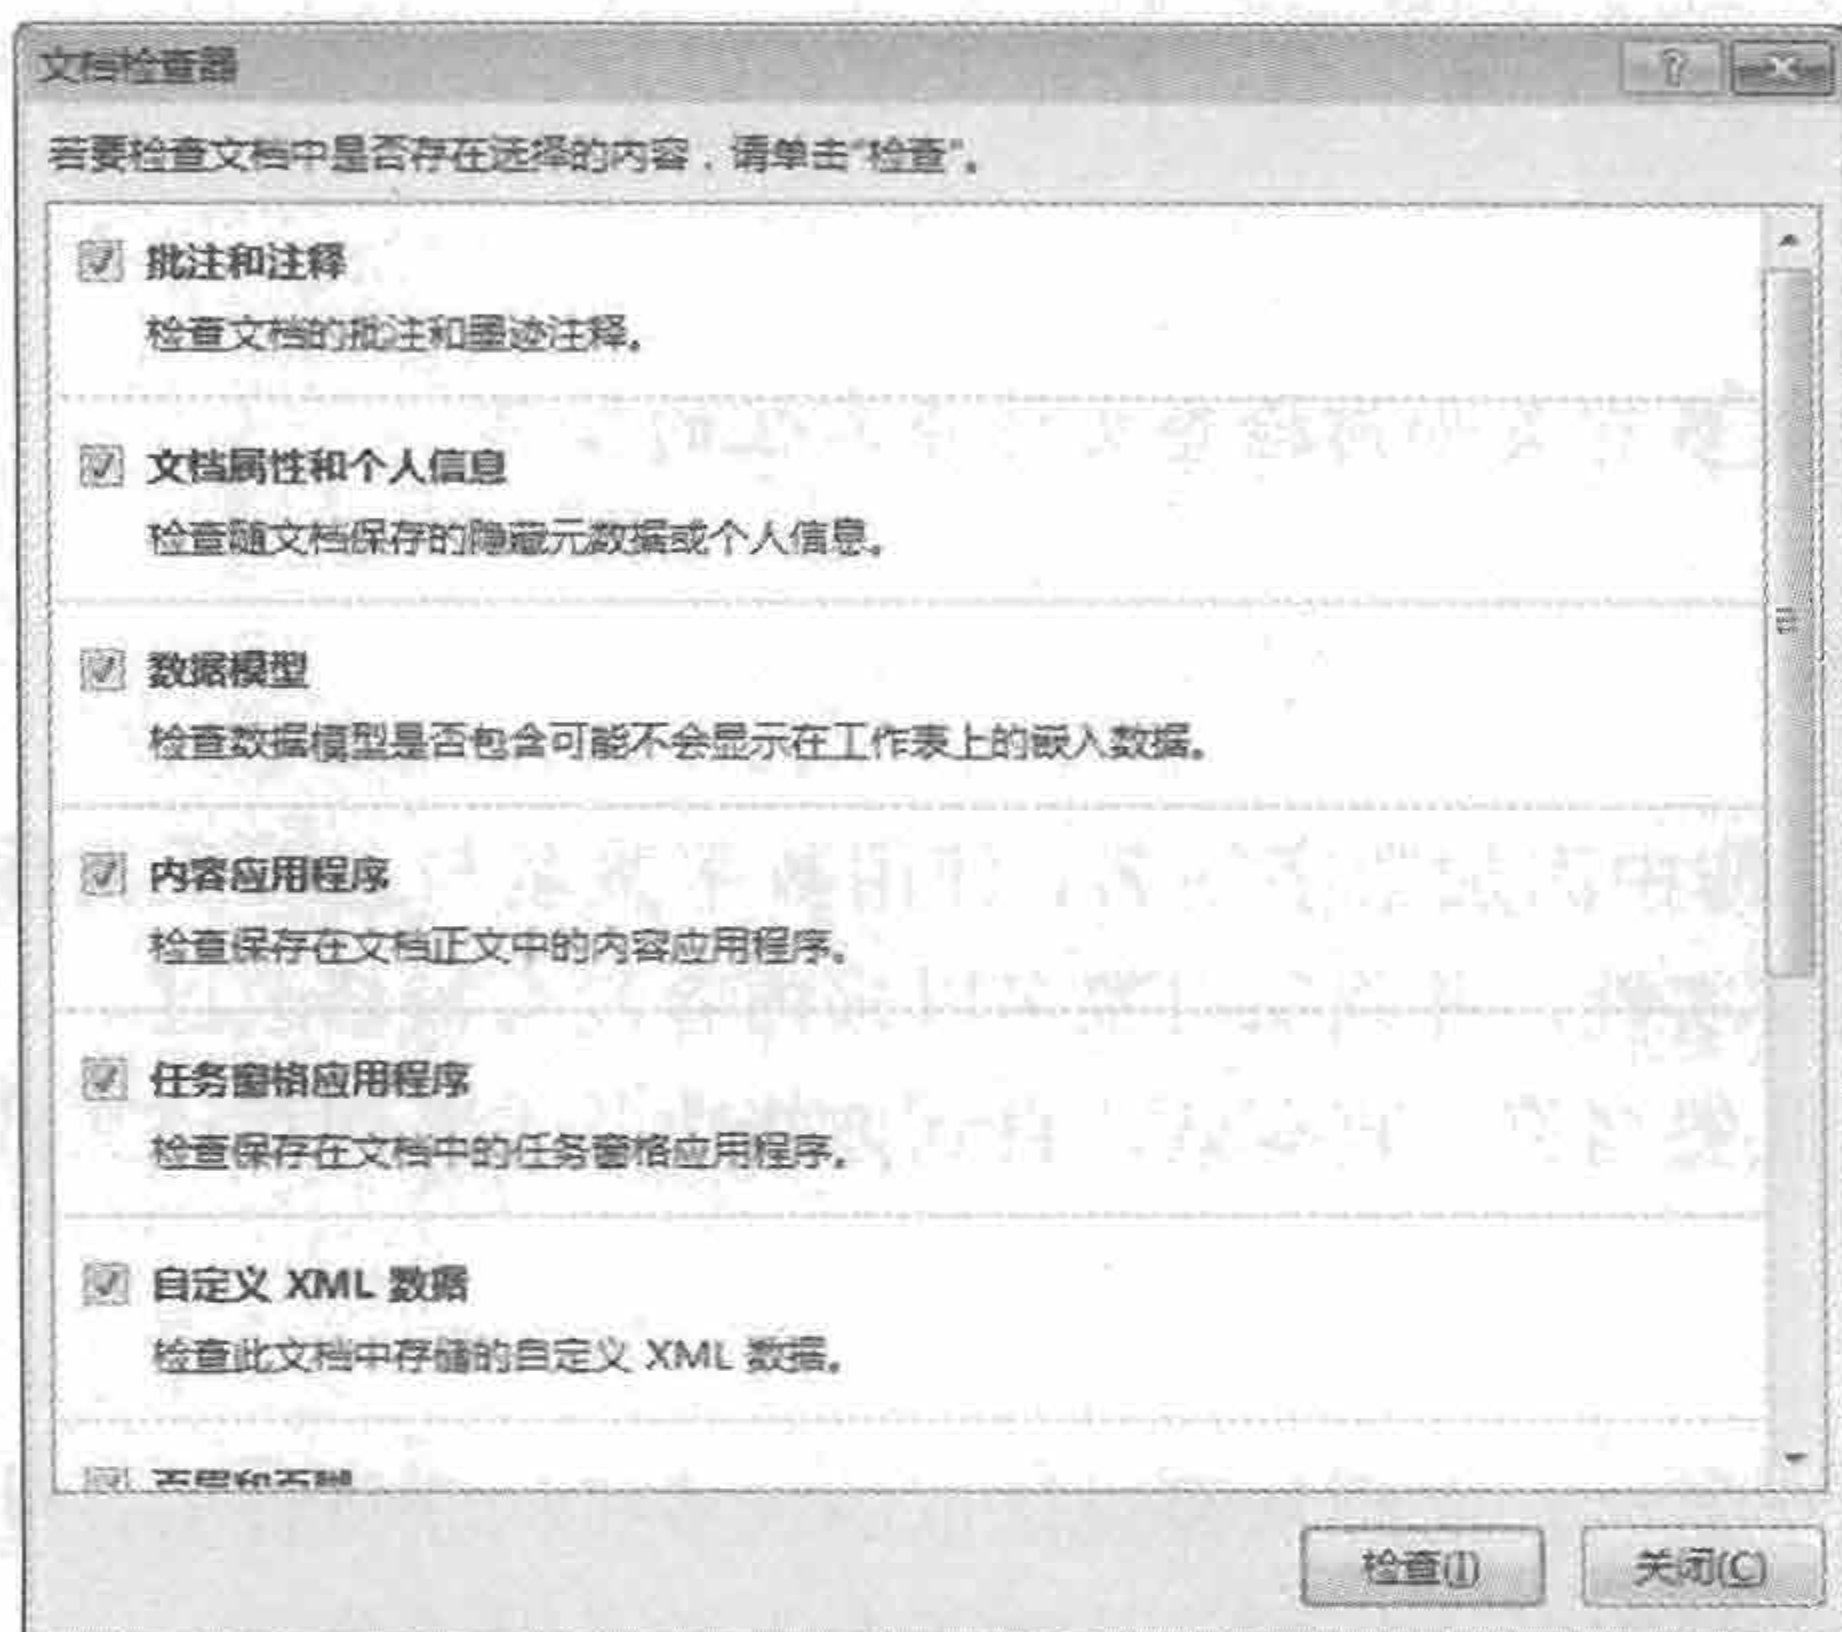 文档检查器
若要检查文档中是否存在选择的内容，请单击"检查"。
批注和注释
检查文档的批注和墨迹注释。
文档属性和个人信息
检查随文档保存的隐藏元数据或个人信息。
数据模型
检查数据模型是否包含可能不会显示在工作表上的嵌入数据。
内容应用程序
检查保存在文档正文中的内容应用程序。
任务窗格应用程序
检查保存在文档中的任务窗格应用程序。
自定义 XML 数据
检查此文档中存储的自定义 XML 数据。
页眉和页脚
检查(I)
关闭(C)